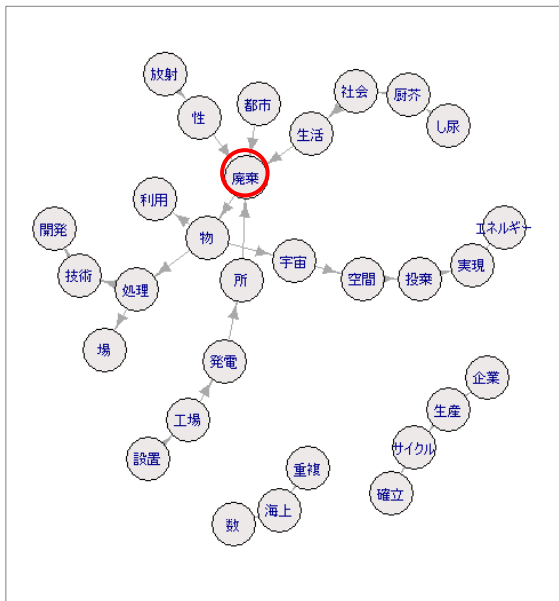 放射
性
都市
社会
厨芥
し尿
生活
廃棄
利用
物
開発
技術
処理
場
所
宇宙
空間
投棄
実現
エネルギー
発電
工場
設置
企業
生産
サイクル
確立
重複
海上
数